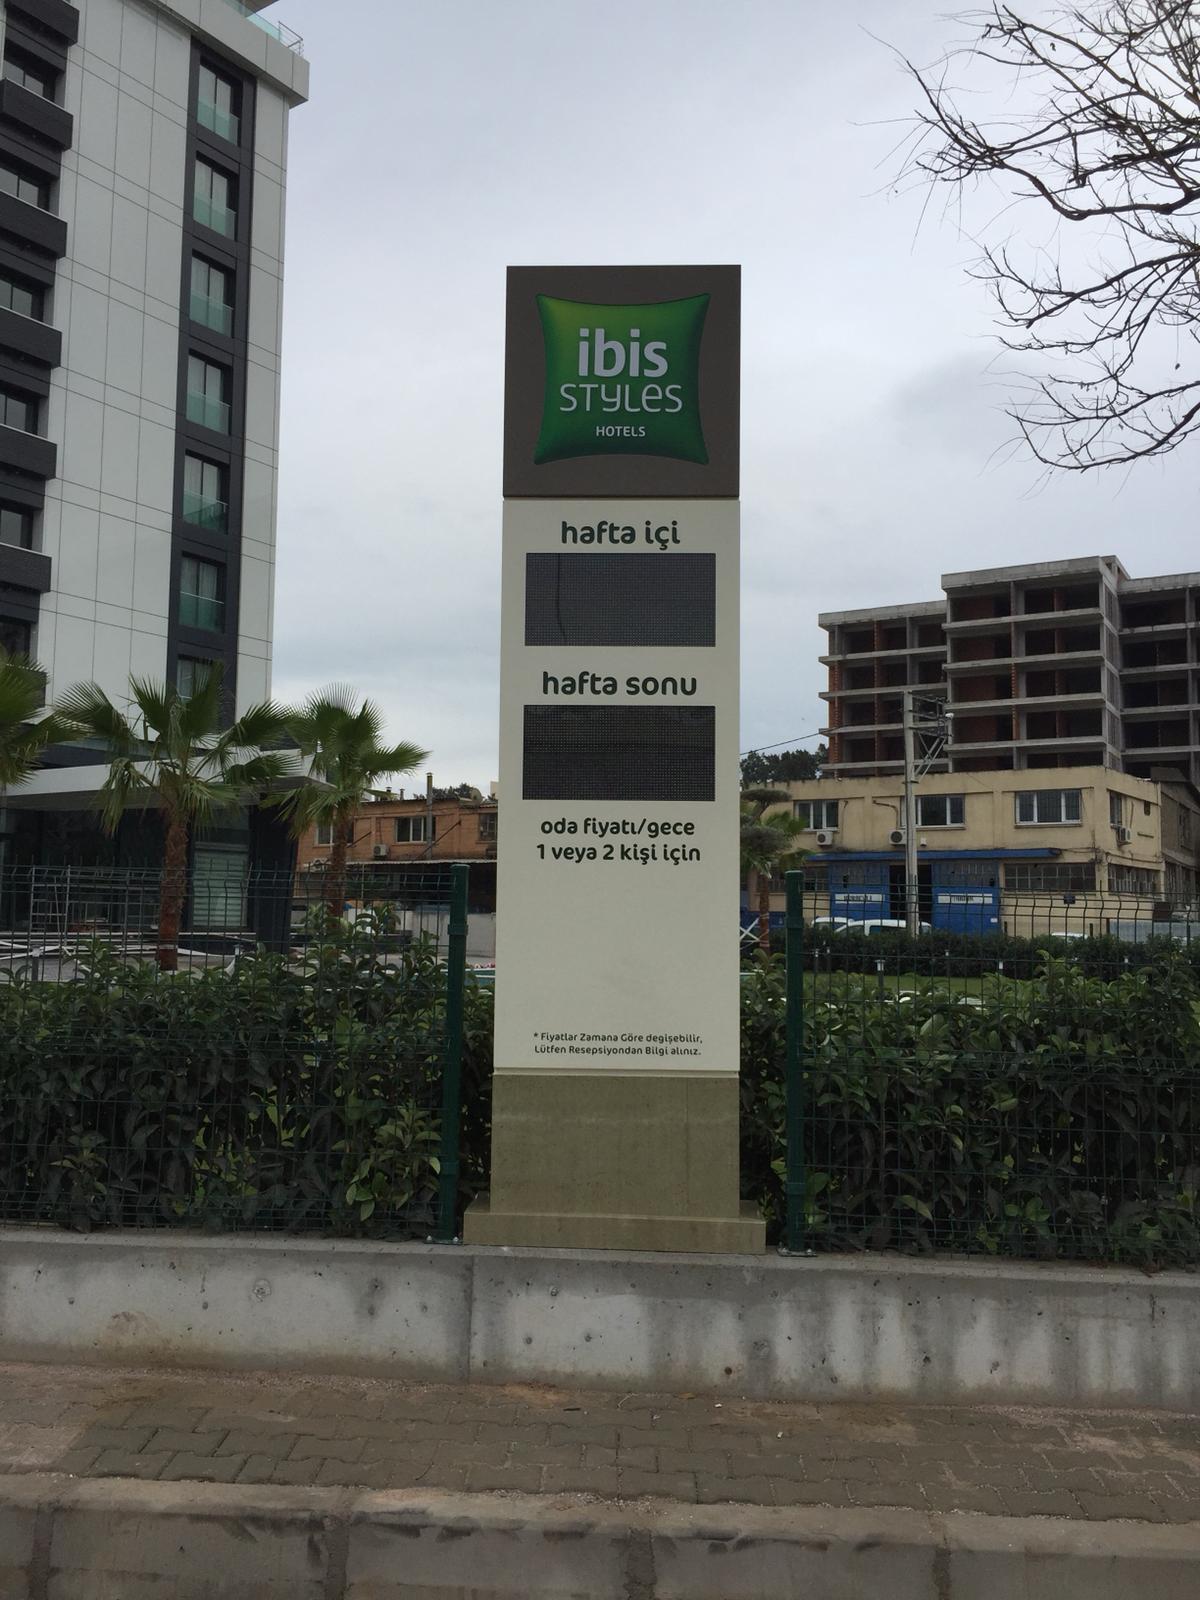 ibis
STYLES
HOTELS
hafta içi
hafta sonu
oda fiyatı/gece
1 veya 2 kişi için
* Fiyatlar Zamana Göre degişebilir,
Lütfen Resepsiyondan Bilgi alınız.